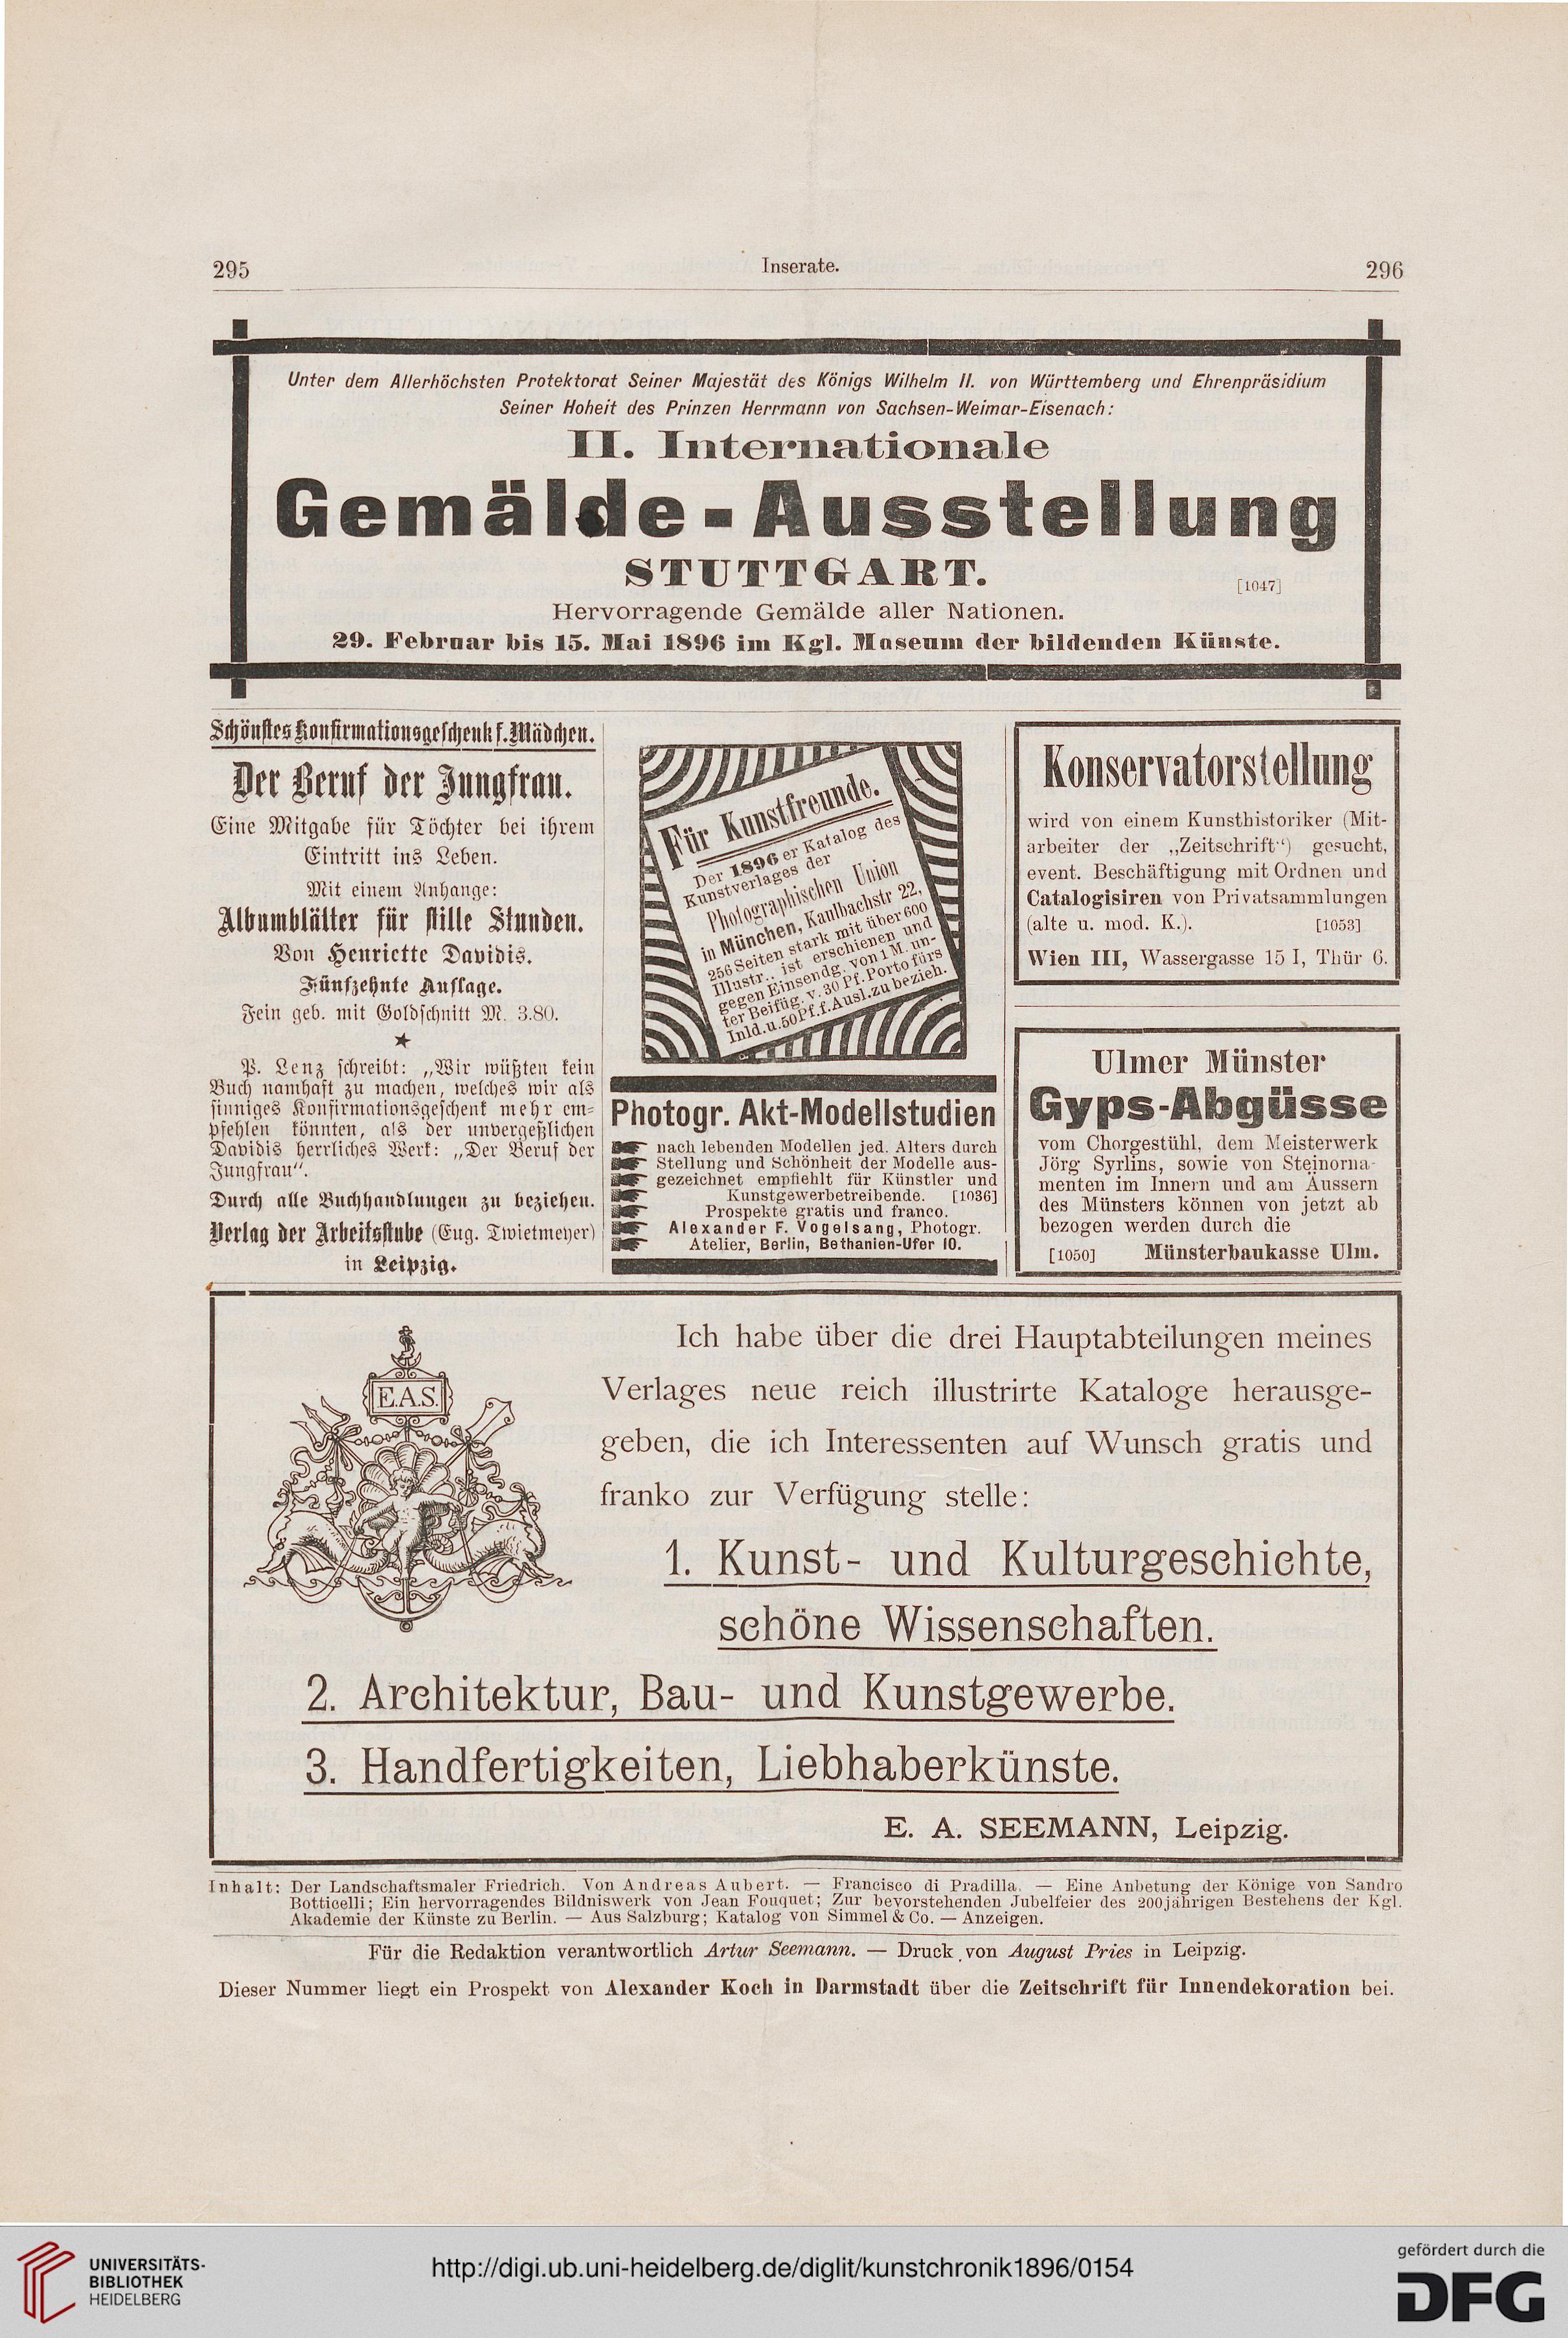 295
Inserate.
296
Unter dem Allerhöchsten Protektorat Seiner Majestät des Königs Wilhelm II. von Württemberg und Ehrenpräsidium
Seiner Hoheit des Prinzen Herrmann von Sachsen-Weimar-Eisenach:
II. Internationale
Gemälde-Ausstellung
STUTTGART.
[1047]
Hervorragende Gemälde aller Nationen.
29. Februar bis 15. Mai 1896 im Kgl. Museum der bildenden Künste.
Schönstes Konfirmationsgeschenk f. Mädchen.
Der Beruf der Jungfrau.
Eine Mitgabe für Töchter bei ihrem
Eintritt ins Leben.
Mit einem Anhange:
Albumblätter für stille Stunden.
Von Henriette Davidis.
Fünfzehnte Auflage.
Fein geb. mit Goldschnitt M. 3.80.
★
P. Lenz schreibt: „Wir wüßten kein
Buch namhaft zu machen, welches wir als
sinniges Konfirmationsgeschenk mehr em-
pfehlen könnten, als der unvergeßlichen
Davidis herrliches Werk: „Der Beruf der
Jungfrau“.
Durch alle Buchhandlungen zu beziehen.
Verlag der Arbeitsstube (Eug. Twietmeyer)
in Leipzig.
Für Kunstfreunde.
Der 1896er Katalog des
Kunstverlages der
Photographischen Union
in München, Kaulbachstr 22,
256 Seiten stark mit über 600
Illustr., ist erschienen und
gegen Einsendg. von 1 M. un-
ter Beifüg. v. 30 Pf. Porto fürs
Inld. u. 50 Pf. f. Ausl. zu bezieh.
Photogr. Akt-Modellstudien
nach lebenden Modellen jed. Alters durch
Stellung und Schönheit der Modelle aus-
gezeichnet empfiehlt für Künstler und
Kunstgewerbetreibende. [1036]
Prospekte gratis und franco.
Alexander F. Vogelsang, Photogr.
Atelier, Berlin, Bethanien-Ufer 10.
Konservatorstellung
wird von einem Kunsthistoriker (Mit-
arbeiter der „Zeitschrift“) gesucht,
event. Beschäftigung mit Ordnen und
Catalogisiren von Privatsammlungen
(alte u. mod. K.). [1053]
Wien III, Wassergasse 15 I, Thür 6.
Ulmer Münster
Gyps-Abgüsse
vom Chorgestühl, dem Meisterwerk
Jörg Syrlins, sowie von Steinorna-
menten im Innern und am Äussern
des Münsters können von jetzt ab
bezogen werden durch die
[1050] Münsterbaukasse Ulm.
E.A.S.
Ich habe über die drei Hauptabteilungen meines
Verlages neue reich illustrirte Kataloge herausge-
geben, die ich Interessenten auf Wunsch gratis und
franko zur Verfügung stelle:
1. Kunst- und Kulturgeschichte,
schöne Wissenschaften.
2. Architektur, Bau- und Kunstgewerbe.
3. Handfertigkeiten, Liebhaberkünste.
E. A. SEEMANN, Leipzig.
Inhalt: Der Landschaftsmaler Friedrich. Von Andreas Aubert. — Francisco di Pradilla. — Eine Anbetung der Könige von Sandro
Botticelli; Ein hervorragendes Bildniswerk von Jean Fouquet; Zur bevorstehenden Jubelfeier des 200jährigen Bestehens der Kgl.
Akademie der Künste zu Berlin. — Aus Salzburg; Katalog von Simmel & Co. — Anzeigen.
Für die Redaktion verantwortlich Artur Seemann. — Druck von August Pries in Leipzig.
Dieser Nummer liegt ein Prospekt von Alexander Koch in Darmstadt über die Zeitschrift für Innendekoration bei.
UNIVERSITÄTS-
BIBLIOTHEK
HEIDELBERG
http://digi.ub.uni-heidelberg.de/diglit/kunstchronik1896/0154
gefördert durch die
DFG